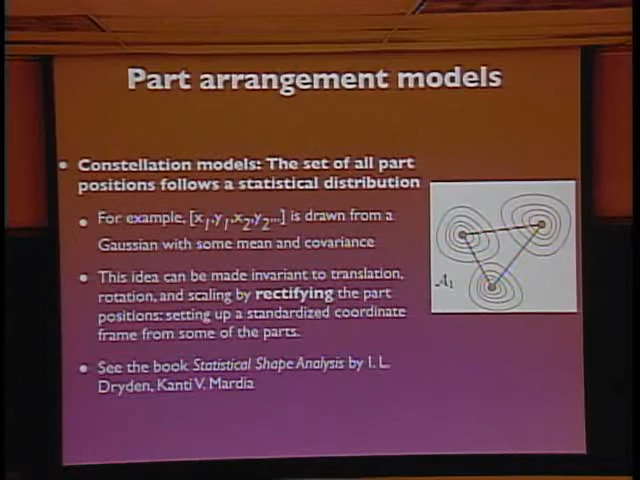 Part arrangement models
• Constellation models: The set of all part
positions follows a statistical distribution
• For example, [x1,y1,x2,y2...] is drawn from a
Gaussian with some mean and covariance
• This idea can be made invariant to translation,
rotation, and scaling by rectifying the part
positions: setting up a standardized coordinate
frame from some of the parts.
• See the book Statistical Shape Analysis by I. L.
Dryden, Kanti V. Mardia
A1